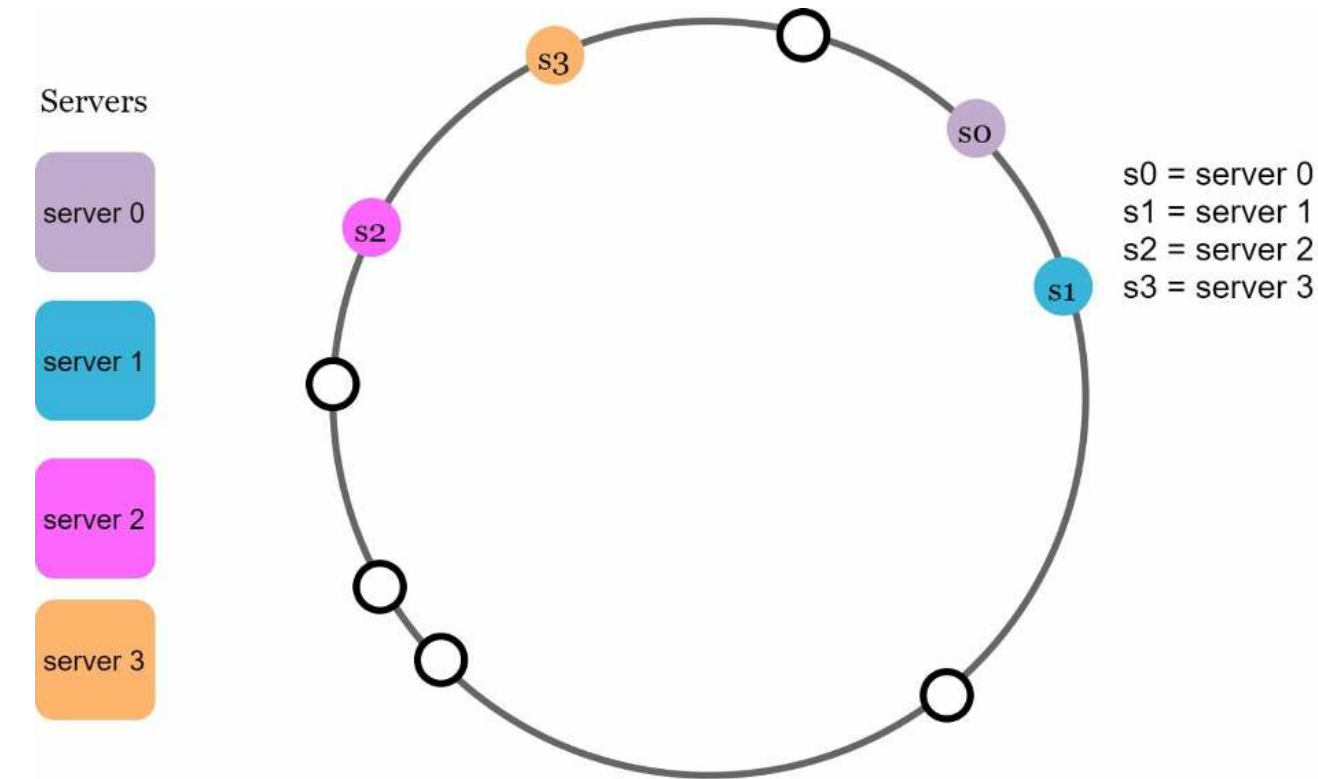 Servers
server 0
server 1
server 2
server 3
s3
s0
s2
s1
s0 = server 0
s1 = server 1
s2 = server 2
s3 = server 3